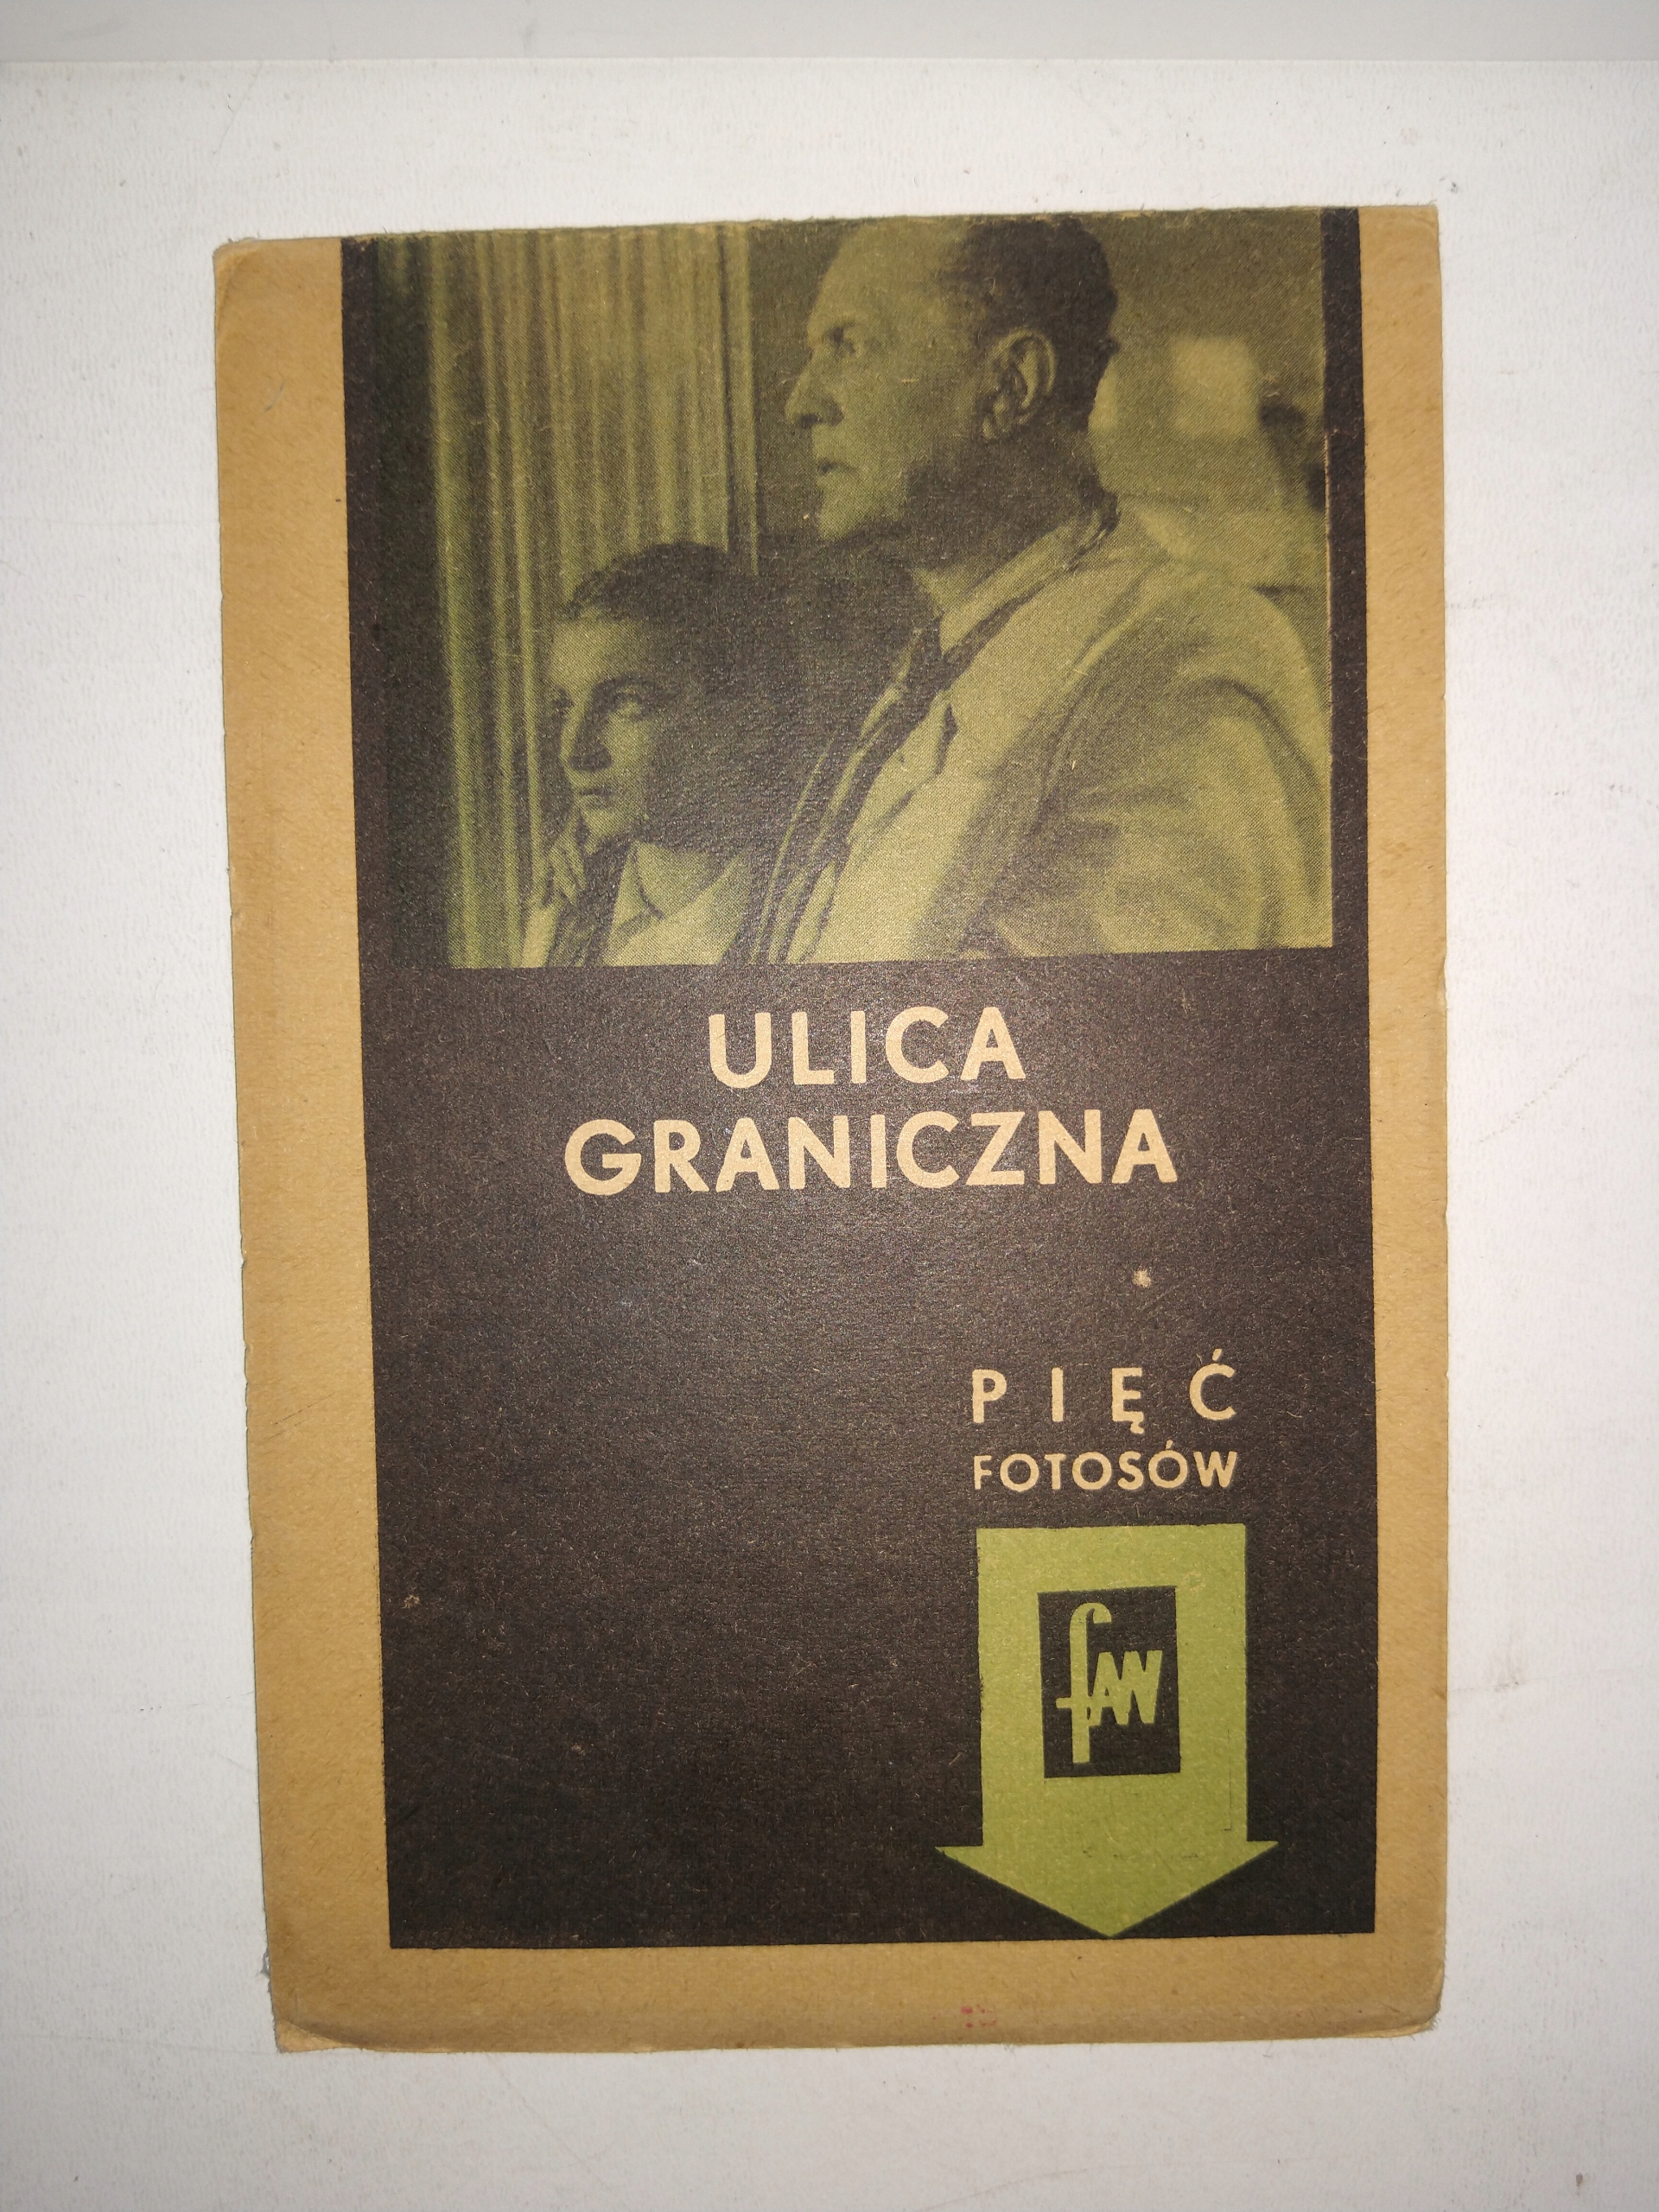 ULICA
GRANICZNA
PIĘĆ
FOTOSÓW
fAW